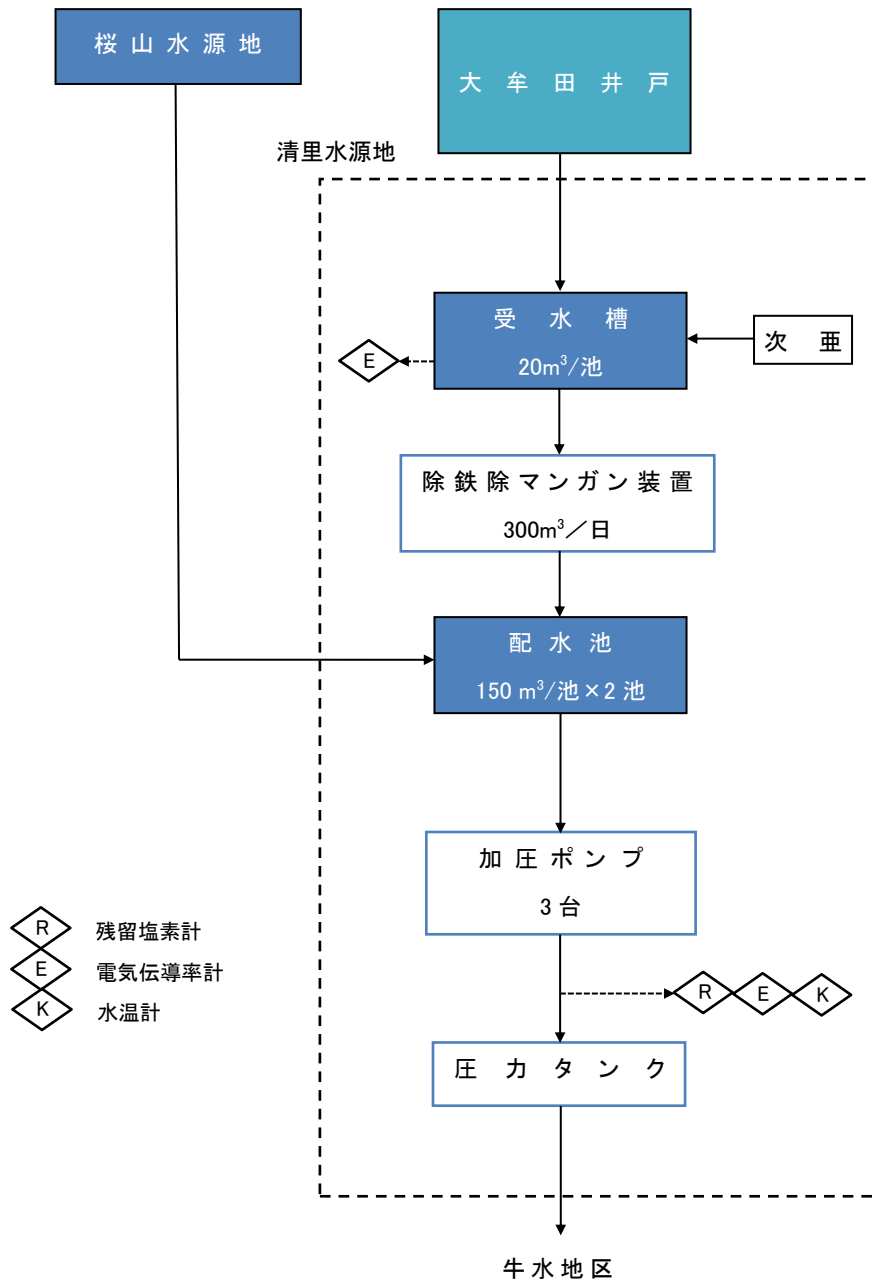 桜山水源地
大牟田井戸
清里水源地
受水槽
20m³/池
次亜
E
除鉄除マンガン装置
300m³／日
配水池
150 m³/池×2 池
加圧ポンプ
3 台
R 残留塩素計
E 電気伝導率計
K 水温計
R E K
圧力タンク
牛水地区